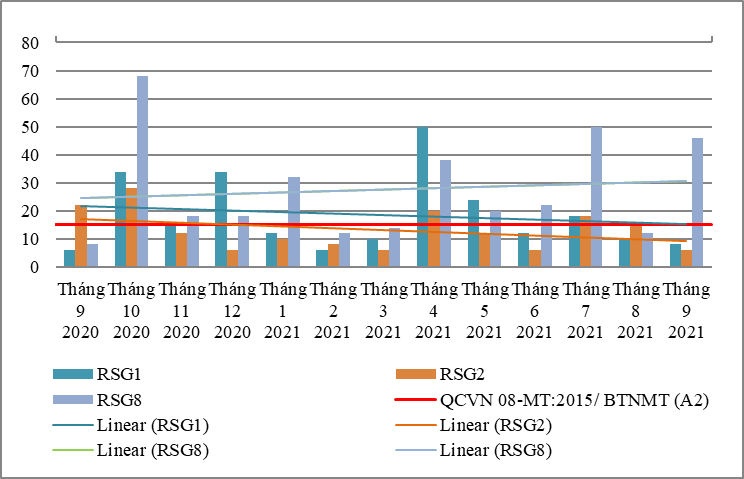 80
70
60
50
40
30
20
10
0
Tháng Tháng Tháng Tháng Tháng Tháng Tháng Tháng Tháng Tháng Tháng Tháng Tháng
9 10 11 12 1 2 3 4 5 6 7 8 9
2020 2020 2020 2020 2021 2021 2021 2021 2021 2021 2021 2021 2021
RSG1 RSG2
RSG8 QCVN 08-MT:2015/ BTNMT (A2)
Linear (RSG1) Linear (RSG2)
Linear (RSG8) Linear (RSG8)